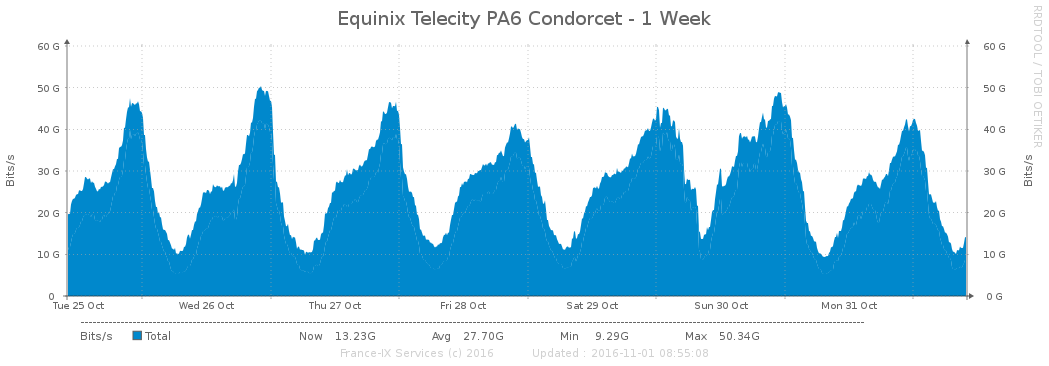 Equinix Telecity PA6 Condorcet - 1 Week
RRDTOOL / TOBI OETIKER
Bits/s
Bits/s
60 G 60 G
50 G 50 G
40 G 40 G
30 G 30 G
20 G 20 G
10 G 10 G
0 0 G
Tue 25 Oct Wed 26 Oct Thu 27 Oct Fri 28 Oct Sat 29 Oct Sun 30 Oct Mon 31 Oct
Bits/s Total Now 13.23G Avg 27.70G Min 9.29G Max 50.34G
France-IX Services (c) 2016 Updated : 2016-11-01 08:55:08